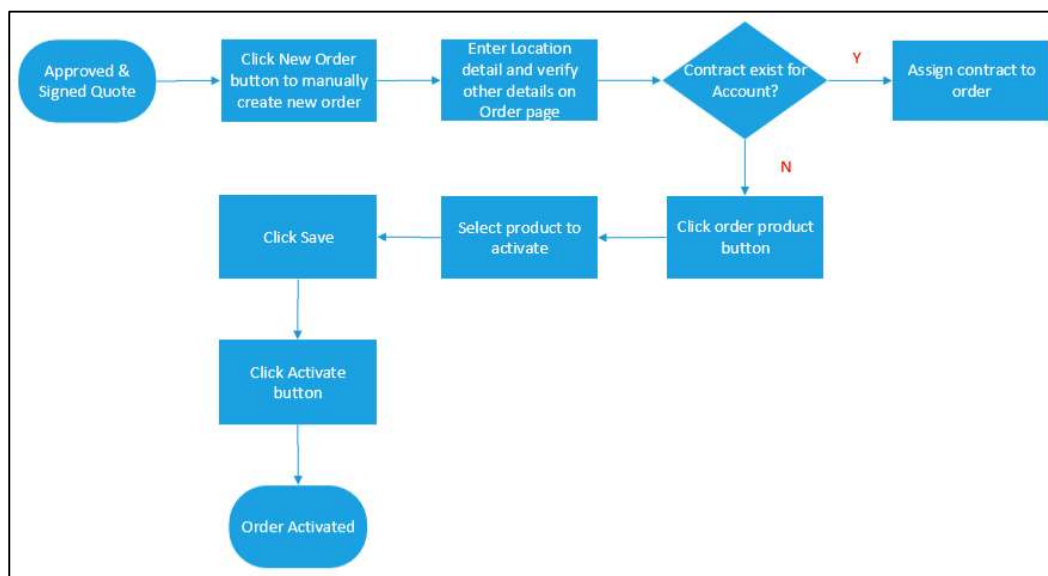 Approved &
Signed Quote
Click New Order
button to manually
create new order
Enter Location
detail and verify
other details on
Order page
Contract exist for
Account?
Y
Assign contract to
order
N
Click order product
button
Select product to
activate
Click Save
Click Activate
button
Order Activated